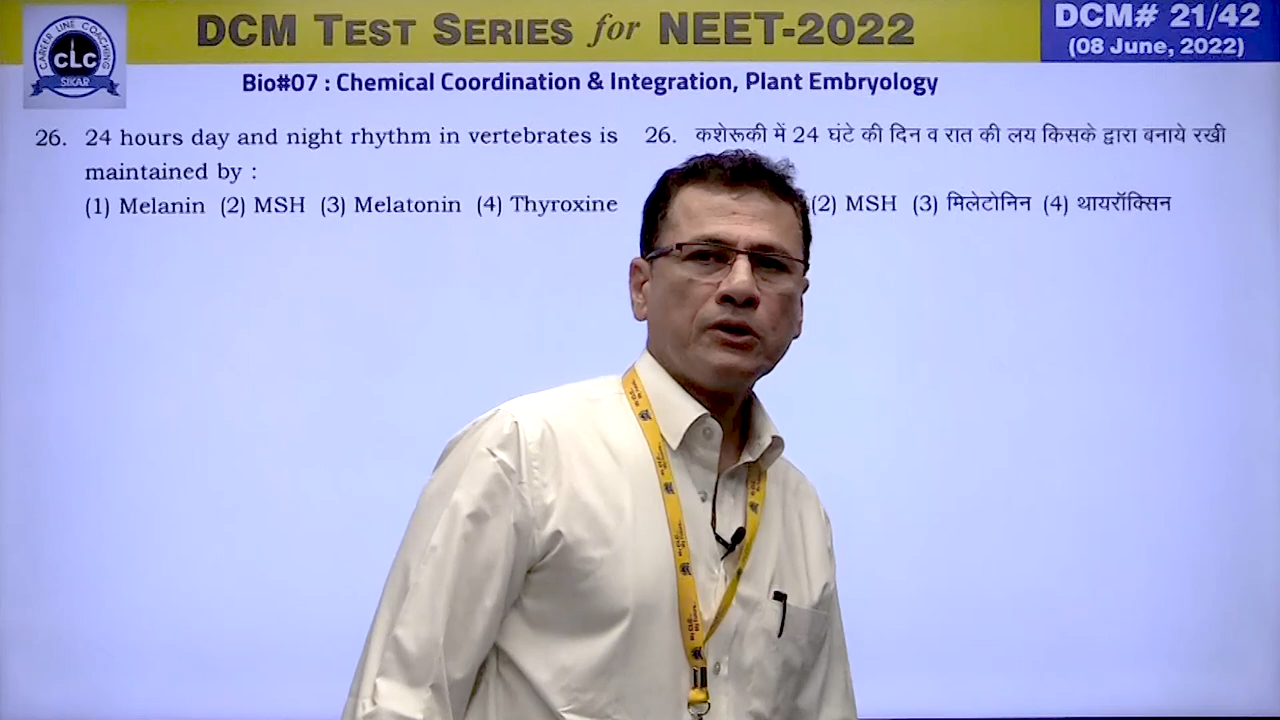 DCM TEST SERIES for NEET-2022
DCM# 21/42
(08 June, 2022)
CAREER LINE COACHING
CLC
SIKAR
Bio#07 : Chemical Coordination & Integration, Plant Embryology
26. 24 hours day and night rhythm in vertebrates is
maintained by :
(1) Melanin (2) MSH (3) Melatonin (4) Thyroxine
26. कशेरूकी में 24 घंटे की दिन व रात की लय किसके द्वारा बनाये रखी
(2) MSH (3) मिलेटोनिन (4) थायरॉक्सिन